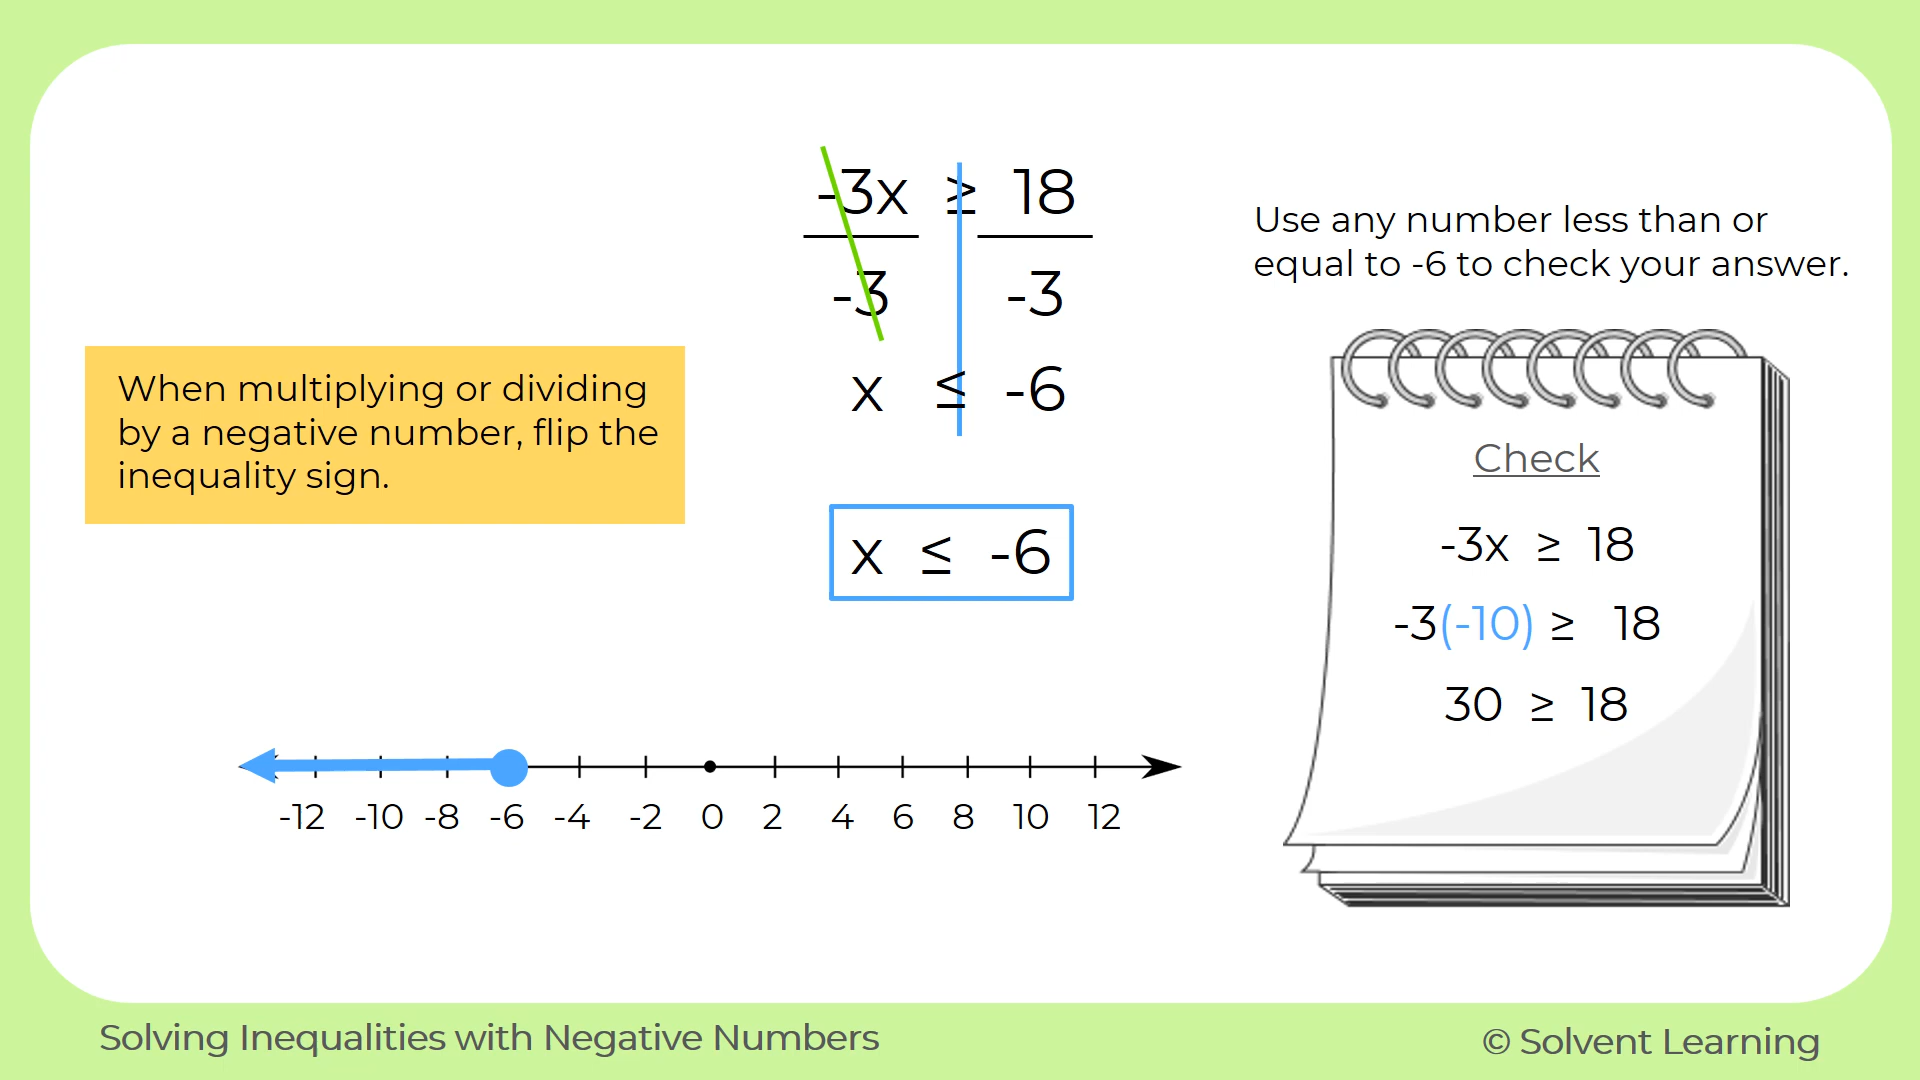 -3x ≥ 18
-3 -3
x ≤ -6
x ≤ -6
When multiplying or dividing
by a negative number, flip the
inequality sign.
-12 -10 -8 -6 -4 -2 0 2 4 6 8 10 12
Use any number less than or
equal to -6 to check your answer.
Check
-3x ≥ 18
-3(-10) ≥ 18
30 ≥ 18
Solving Inequalities with Negative Numbers
© Solvent Learning